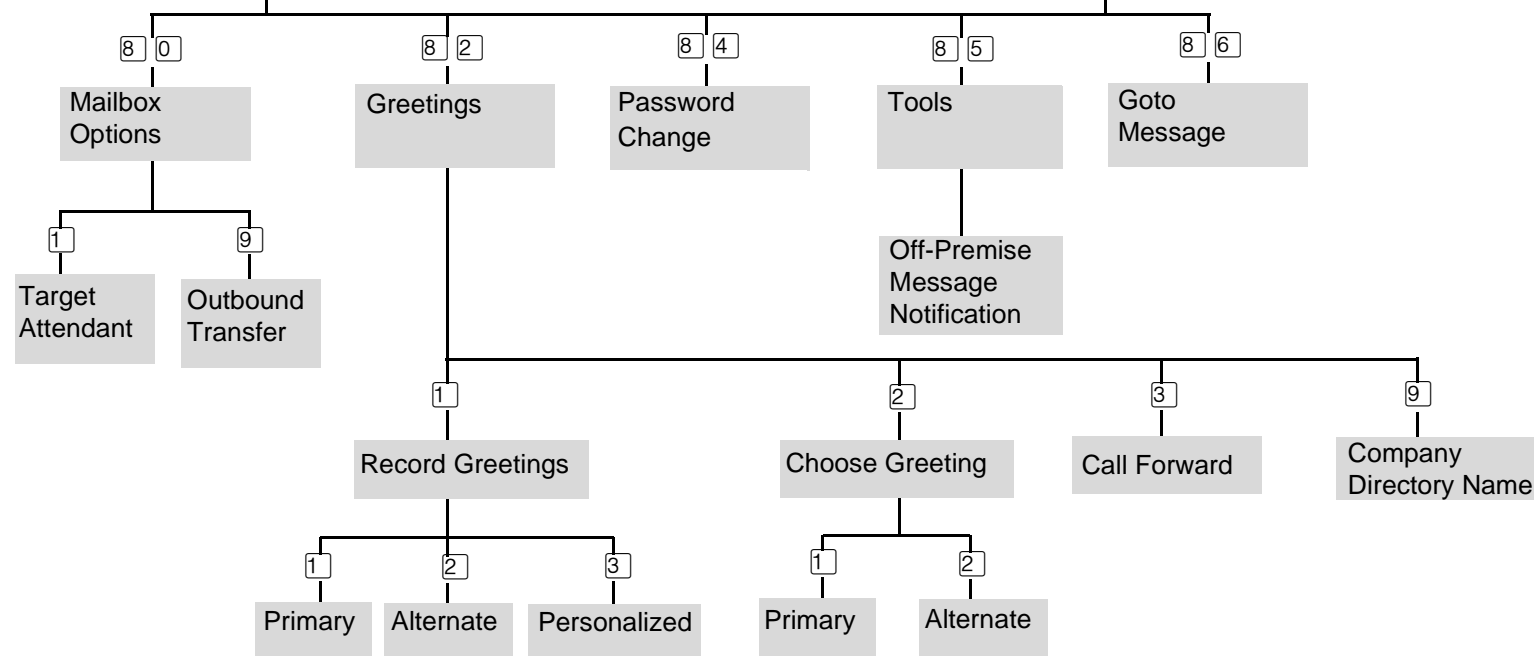 8 0
8 2
8 4
8 5
8 6
Mailbox
Options
Greetings
Password
Change
Tools
Goto
Message
1
9
Target
Attendant
Outbound
Transfer
Off-Premise
Message
Notification
1
2
3
9
Record Greetings
Choose Greeting
Call Forward
Company
Directory Name
1
2
3
1
2
Primary
Alternate
Personalized
Primary
Alternate